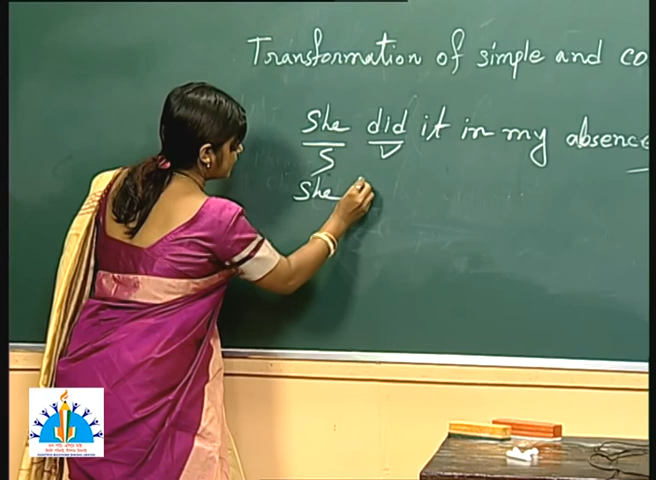 Transformation of simple and co
She did it in my absence
S V
She